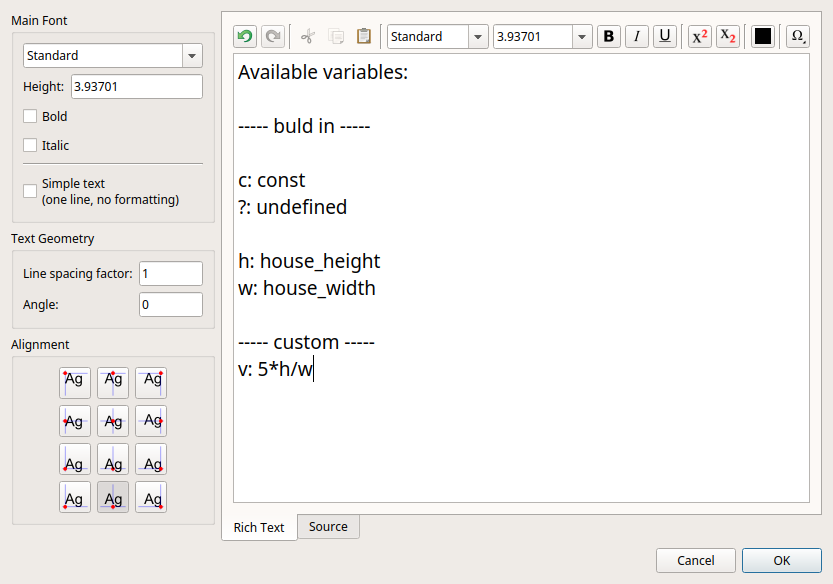 Main Font
Standard
Height: 3.93701
Bold
Italic
Simple text
(one line, no formatting)
Text Geometry
Line spacing factor: 1
Angle: 0
Alignment
Ag Ag Ag
Ag Ag Ag
Ag Ag Ag
Ag Ag Ag
Standard 3.93701 B I U X² X₂ Ω
Available variables:
----- buld in -----
c: const
?: undefined
h: house_height
w: house_width
----- custom -----
v: 5*h/w
Rich Text Source
Cancel OK